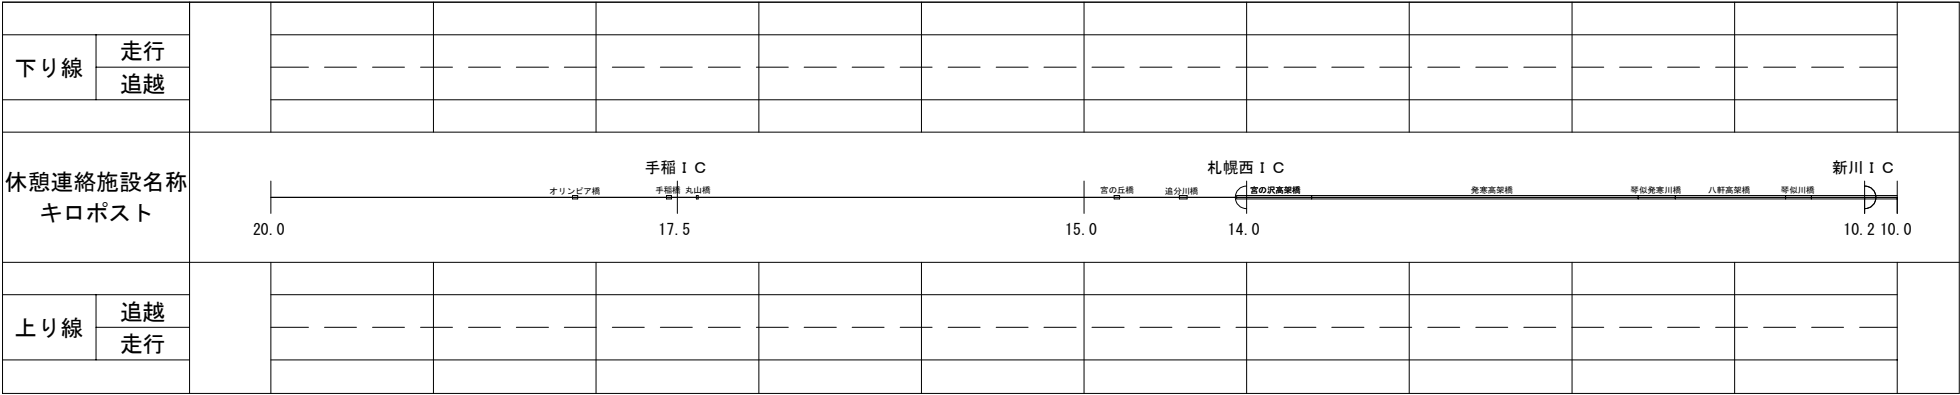 下り線
走行
追越
休憩連絡施設名称
キロポスト
手稲ＩＣ
札幌西ＩＣ
新川ＩＣ
オリンピア橋
手稲橋
丸山橋
宮の丘橋
追分川橋
宮の沢高架橋
発寒高架橋
琴似発寒川橋
八軒高架橋
琴似川橋
20.0
17.5
15.0
14.0
10.2
10.0
上り線
追越
走行